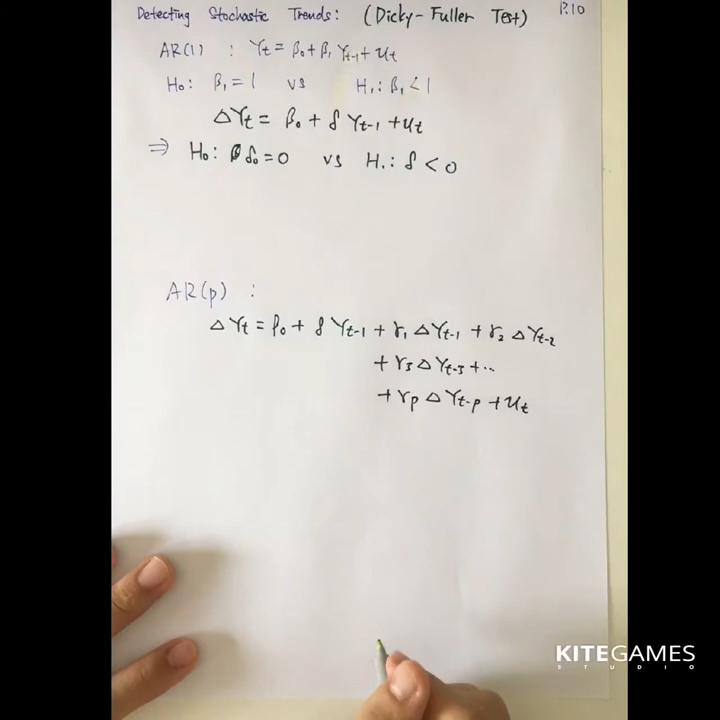 Detecting Stochastic Trends: (Dicky-Fuller Test) P.10
AR(1) : Yt = β0 + β1 Yt-1 + ut
H0: β1 = 1 vs H1: β1 < 1
ΔYt = β0 + δ Yt-1 + ut
⇒ H0: δ0 = 0 vs H1: δ < 0
AR(p) :
ΔYt = β0 + δ Yt-1 + γ1 ΔYt-1 + γ2 ΔYt-2
+ γ3 ΔYt-3 + ...
+ γp ΔYt-p + ut
KITEGAMES
STUDIO